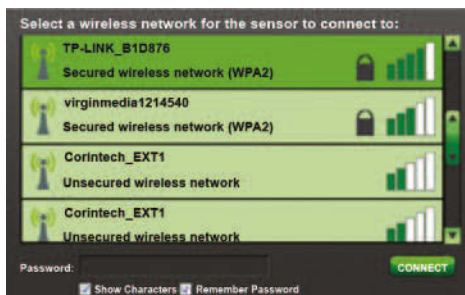 Select a wireless network for the sensor to connect to:
TP-LINK_B1D876
Secured wireless network (WPA2)
virginmedia1214540
Secured wireless network (WPA2)
Corintech_EXT1
Unsecured wireless network
Corintech_EXT1
Unsecured wireless network
Password:
CONNECT
Show Characters Remember Password